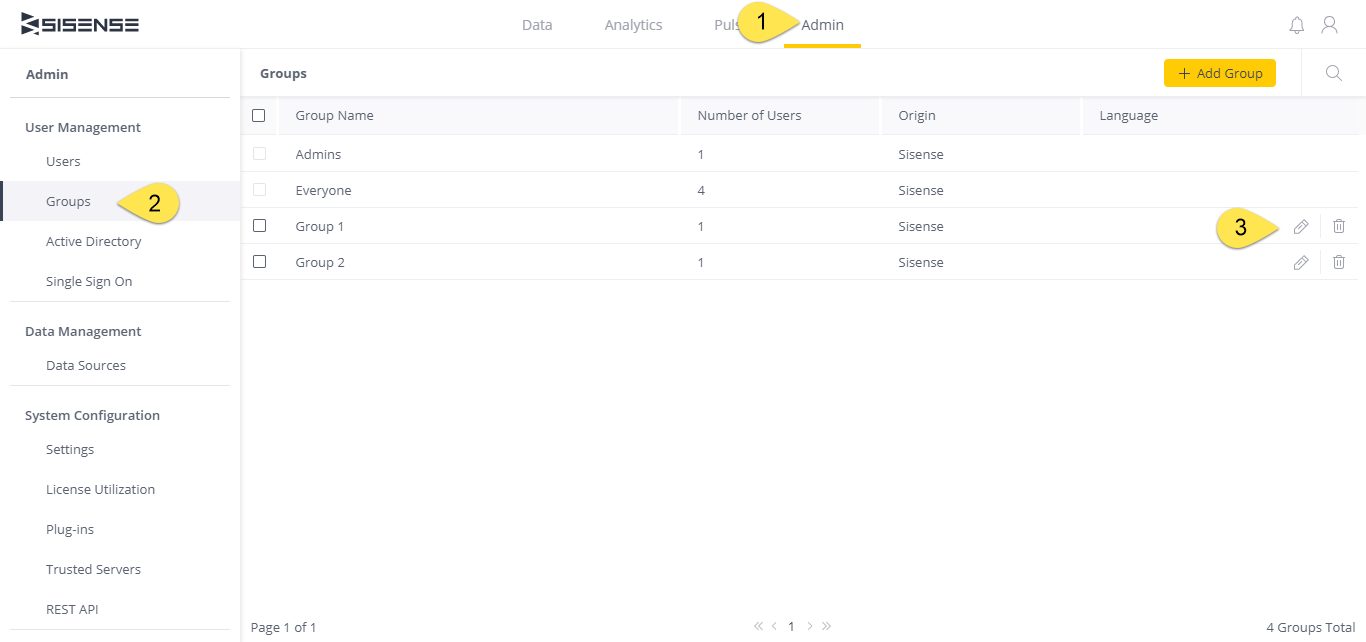 SISENSE
Data Analytics Puls 1 Admin
Admin
Groups
+ Add Group
User Management
Users
Groups 2
Active Directory
Single Sign On
Data Management
Data Sources
System Configuration
Settings
License Utilization
Plug-ins
Trusted Servers
REST API
Group Name Number of Users Origin Language
Admins 1 Sisense
Everyone 4 Sisense
Group 1 1 Sisense 3
Group 2 1 Sisense
Page 1 of 1 « ‹ 1 › » 4 Groups Total